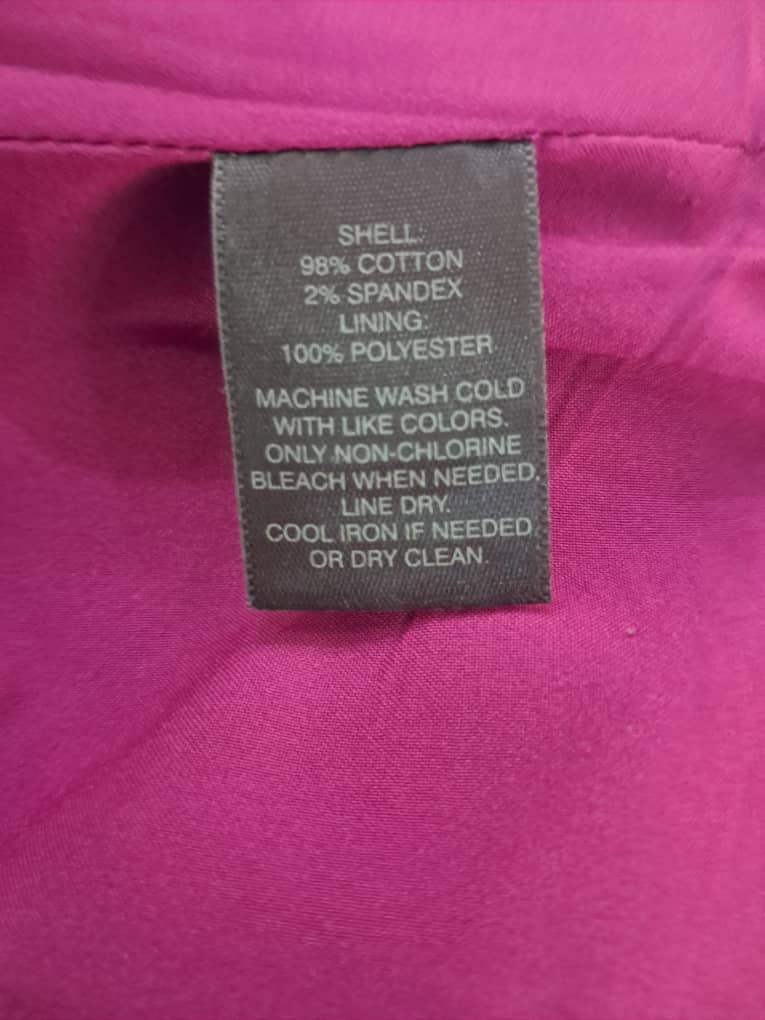 SHELL:
98% COTTON
2% SPANDEX
LINING:
100% POLYESTER
MACHINE WASH COLD
WITH LIKE COLORS.
ONLY NON-CHLORINE
BLEACH WHEN NEEDED.
LINE DRY.
COOL IRON IF NEEDED
OR DRY CLEAN.